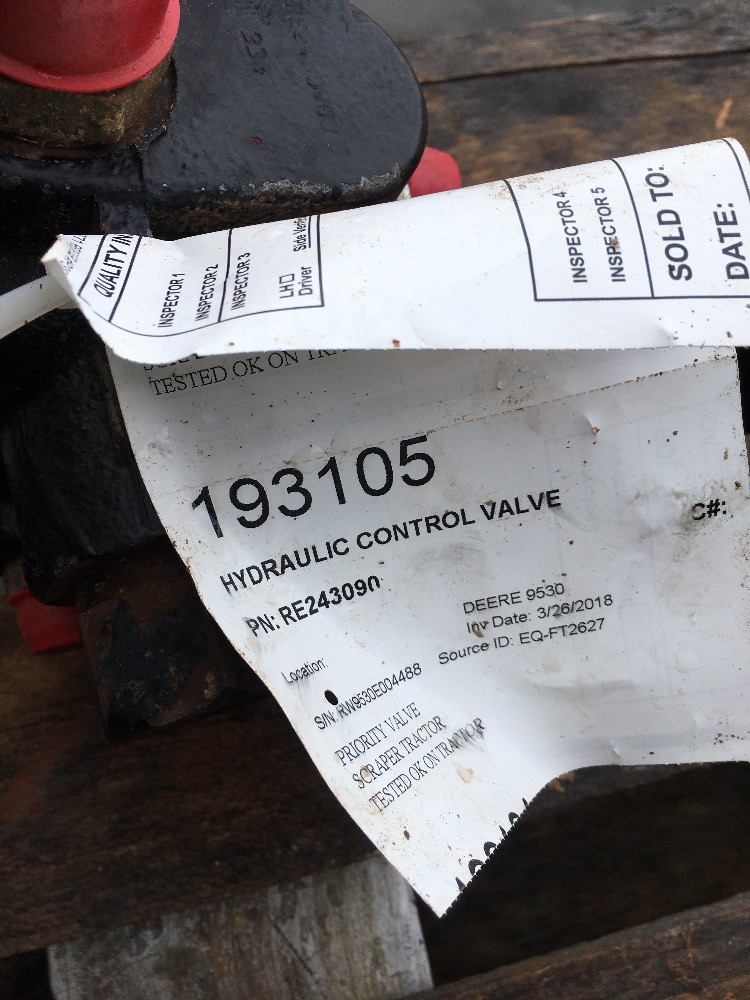 QUALITY IN
INSPECTOR 1
INSPECTOR 2
INSPECTOR 3
LH
Driver
Side
INSPECTOR 4
INSPECTOR 5
SOLD TO:
DATE:
TESTED OK ON
193105
HYDRAULIC CONTROL VALVE
C#:
PN: RE243090
DEERE 9530
Inv Date: 3/26/2018
Source ID: EQ-FT2627
Location:
S/N: RW9530E004488
PRIORITY VALVE
SCRAPER TRACTOR
TESTED OK ON TRACTOR